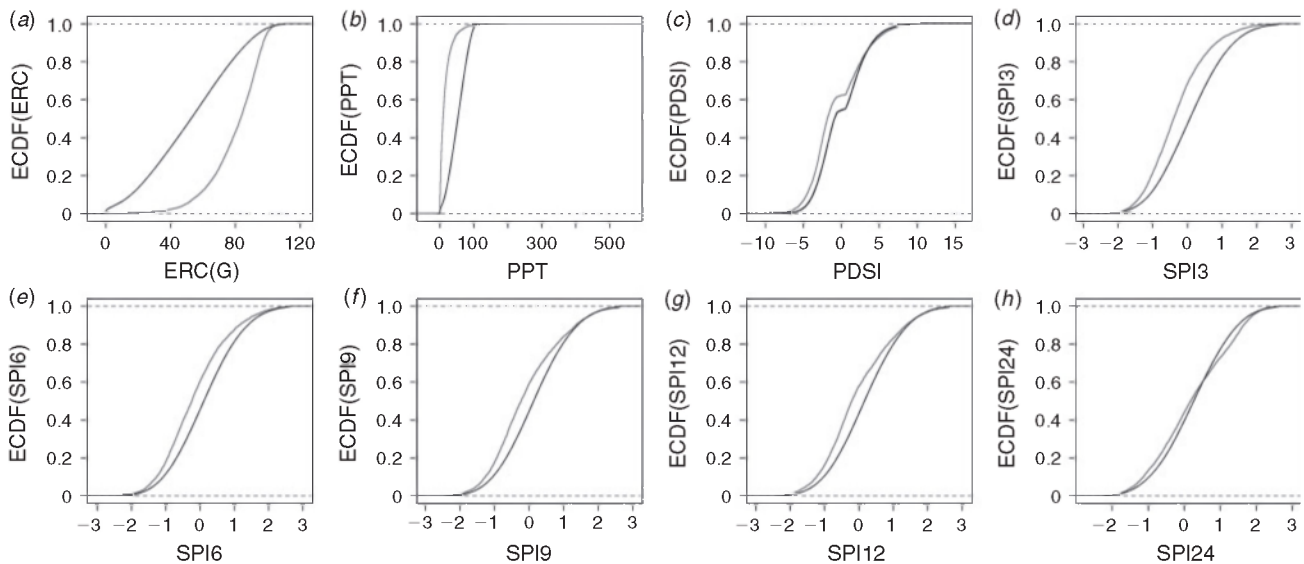 (a)
ECDF(ERC)
1.0
0.8
0.6
0.4
0.2
0
0 40 80 120
ERC(G)
(b)
ECDF(PPT)
1.0
0.8
0.6
0.4
0.2
0
0 100 300 500
PPT
(c)
ECDF(PDSI)
1.0
0.8
0.6
0.4
0.2
0
−10 −5 0 5 10 15
PDSI
(d)
ECDF(SPI3)
1.0
0.8
0.6
0.4
0.2
0
−3 −2 −1 0 1 2 3
SPI3
(e)
ECDF(SPI6)
1.0
0.8
0.6
0.4
0.2
0
−3 −2 −1 0 1 2 3
SPI6
(f)
ECDF(SPI9)
1.0
0.8
0.6
0.4
0.2
0
−3 −2 −1 0 1 2 3
SPI9
(g)
ECDF(SPI12)
1.0
0.8
0.6
0.4
0.2
0
−3 −2 −1 0 1 2 3
SPI12
(h)
ECDF(SPI24)
1.0
0.8
0.6
0.4
0.2
0
−2 −1 0 1 2 3
SPI24